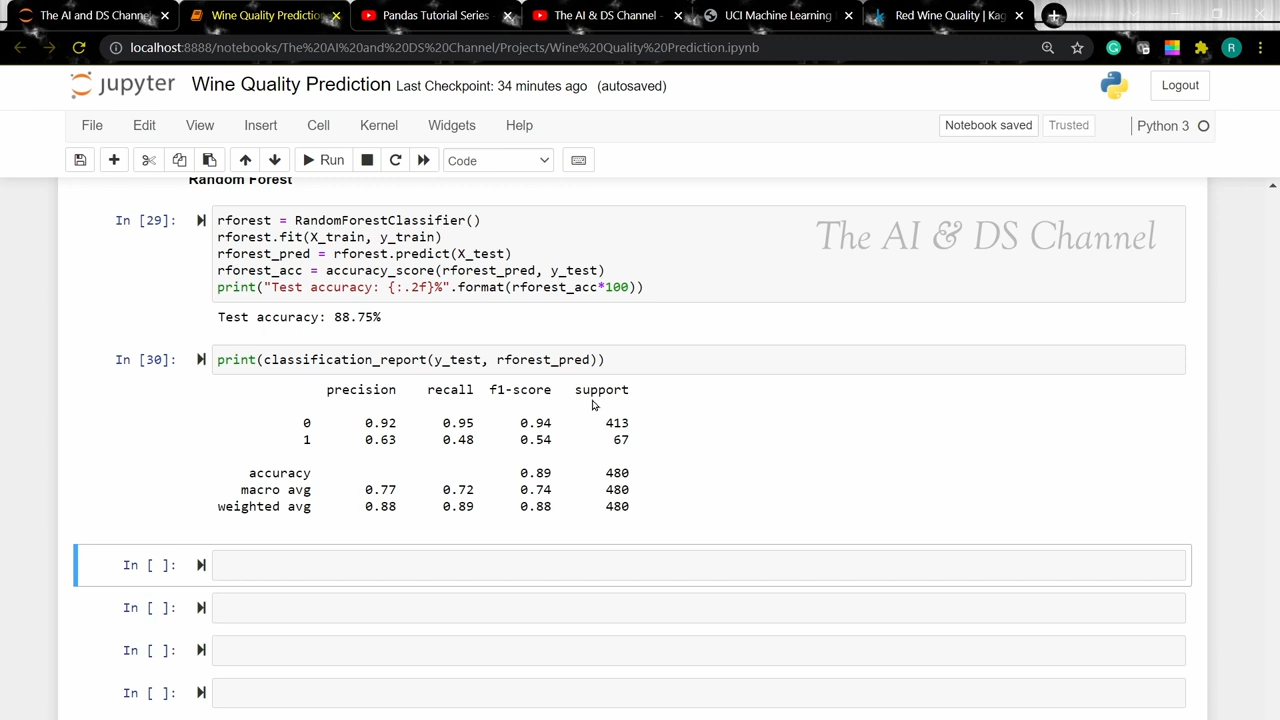 The AI and DS Channel
Wine Quality Prediction
Pandas Tutorial Series -
The AI & DS Channel -
UCI Machine Learning
Red Wine Quality | Kag
localhost:8888/notebooks/The%20AI%20and%20DS%20Channel/Projects/Wine%20Quality%20Prediction.ipynb
R
jupyter Wine Quality Prediction Last Checkpoint: 34 minutes ago (autosaved)
Logout
File Edit View Insert Cell Kernel Widgets Help
Notebook saved Trusted Python 3
Run Code
Random Forest
The AI & DS Channel
In [29]: rforest = RandomForestClassifier()
rforest.fit(X_train, y_train)
rforest_pred = rforest.predict(X_test)
rforest_acc = accuracy_score(rforest_pred, y_test)
print("Test accuracy: {:.2f}%".format(rforest_acc*100))
Test accuracy: 88.75%
In [30]: print(classification_report(y_test, rforest_pred))
precision recall f1-score support
0 0.92 0.95 0.94 413
1 0.63 0.48 0.54 67
accuracy 0.89 480
macro avg 0.77 0.72 0.74 480
weighted avg 0.88 0.89 0.88 480
In [ ]:
In [ ]:
In [ ]:
In [ ]: